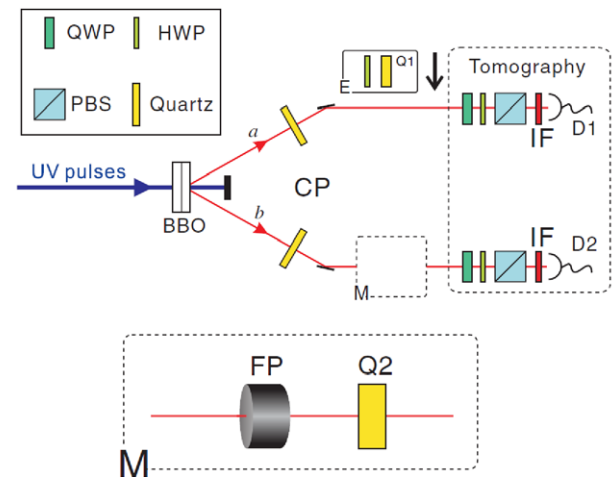 QWP
HWP
PBS
Quartz
E
Q1
Tomography
a
IF
D1
UV pulses
BBO
CP
b
M
IF
D2
FP
Q2
M